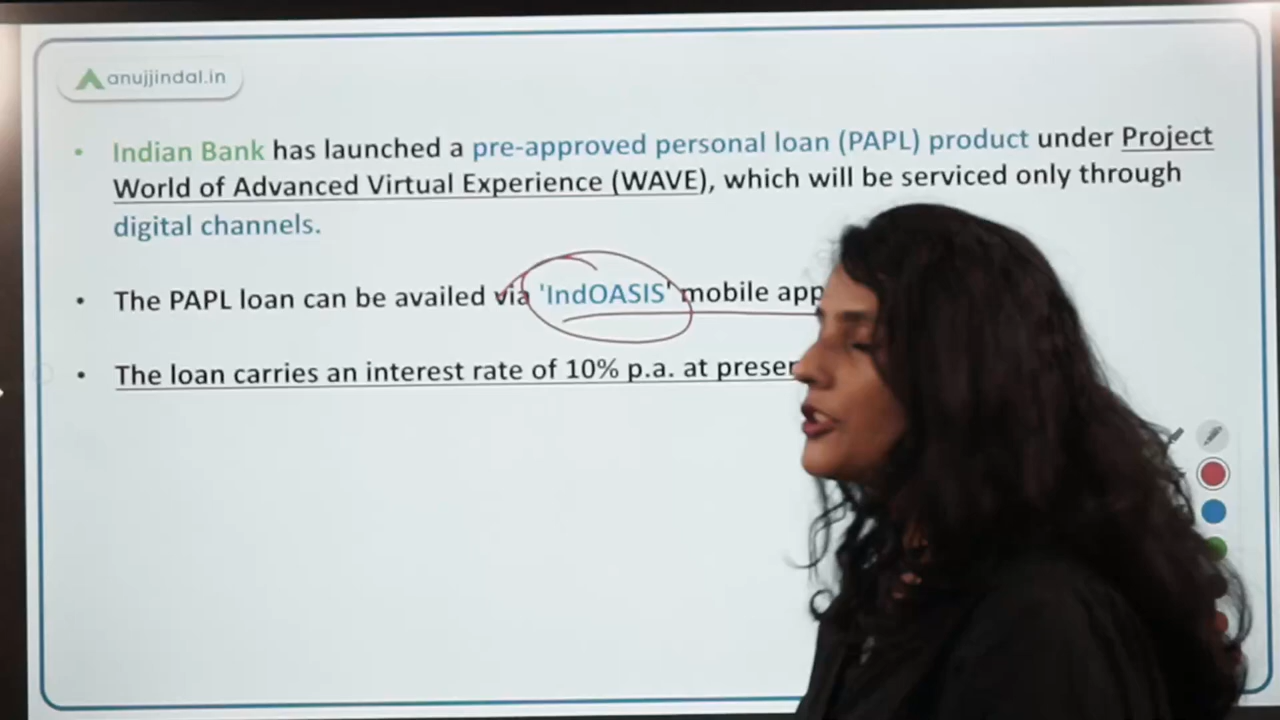 anujjindal.in
• Indian Bank has launched a pre-approved personal loan (PAPL) product under Project
World of Advanced Virtual Experience (WAVE), which will be serviced only through
digital channels.
• The PAPL loan can be availed via 'IndOASIS' mobile app
• The loan carries an interest rate of 10% p.a. at